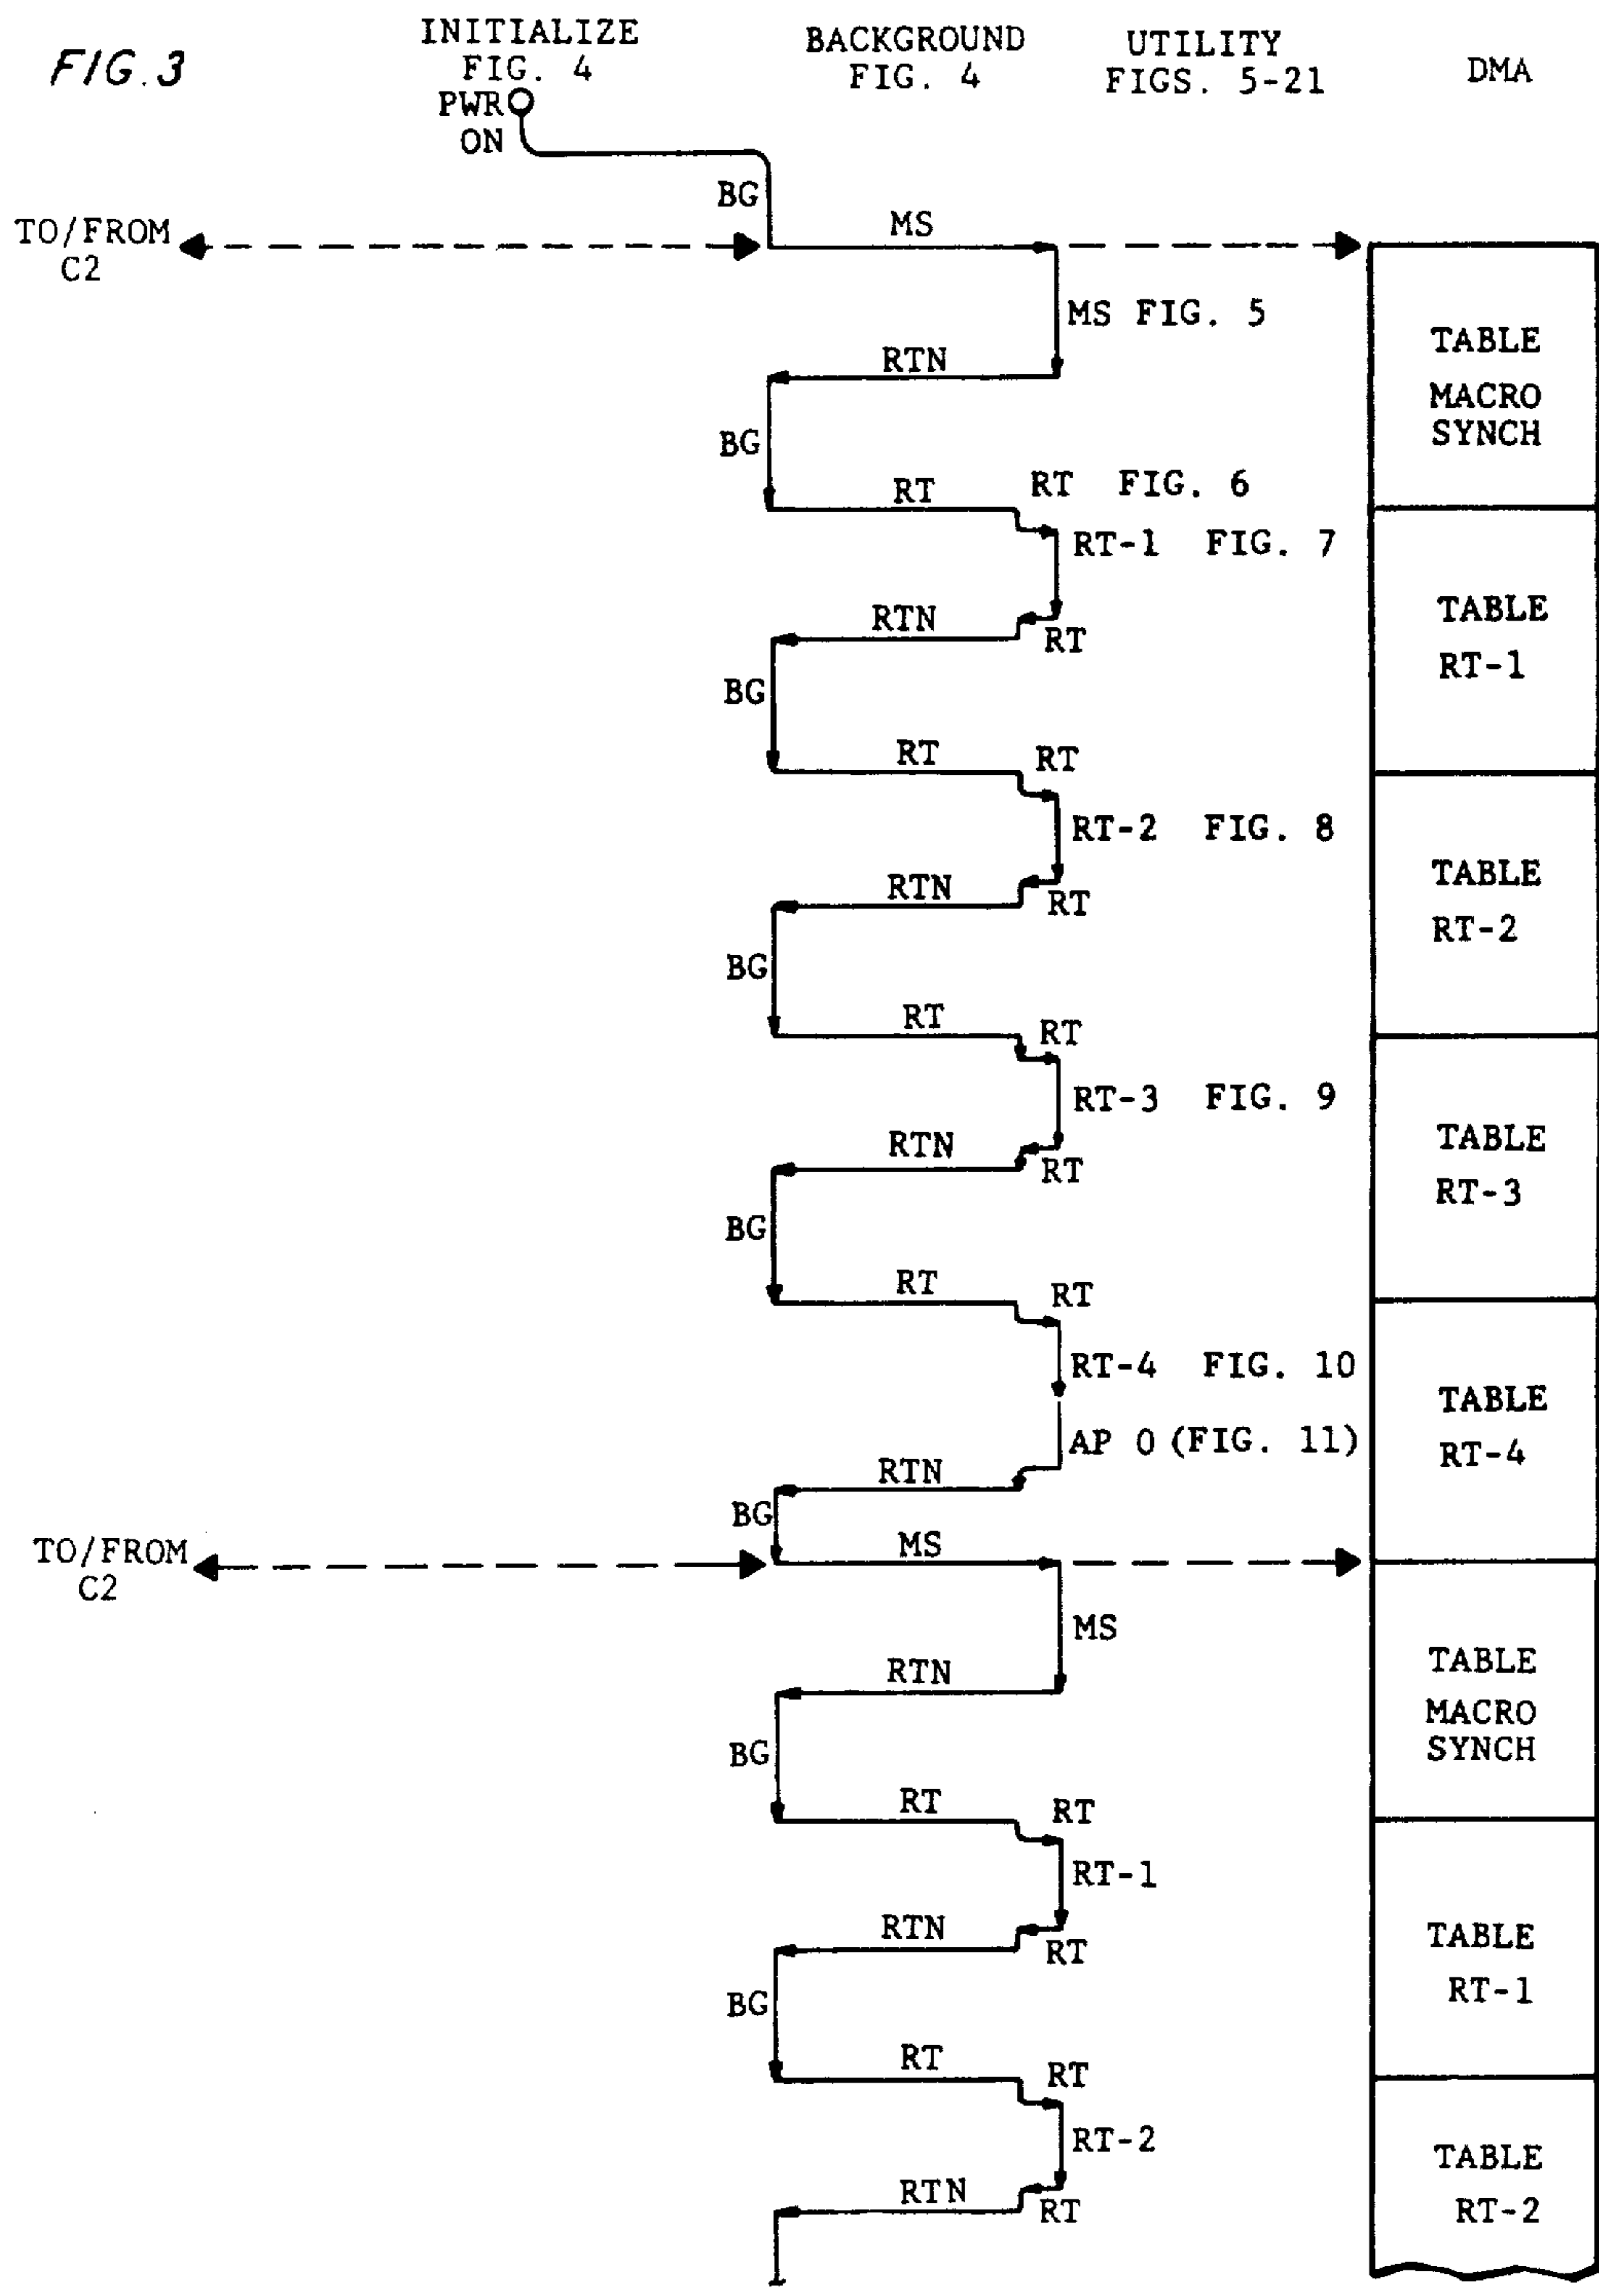 FIG. 3
INITIALIZE
FIG. 4
BACKGROUND
FIG. 4
UTILITY
FIGS. 5-21
DMA
PWR
ON
BG
TO/FROM
C2
MS
MS FIG. 5
TABLE
MACRO
SYNCH
RTN
BG
RT
RT FIG. 6
RT-1 FIG. 7
TABLE
RT-1
RTN
RT
BG
RT
RT
RT-2 FIG. 8
TABLE
RT-2
RTN
RT
BG
RT
RT
RT-3 FIG. 9
TABLE
RT-3
RTN
RT
BG
RT
RT
RT-4 FIG. 10
TABLE
RT-4
AP 0 (FIG. 11)
RTN
BG
TO/FROM
C2
MS
MS
TABLE
MACRO
SYNCH
RTN
BG
RT
RT
RT-1
TABLE
RT-1
RTN
RT
BG
RT
RT
RT-2
TABLE
RT-2
RTN
RT